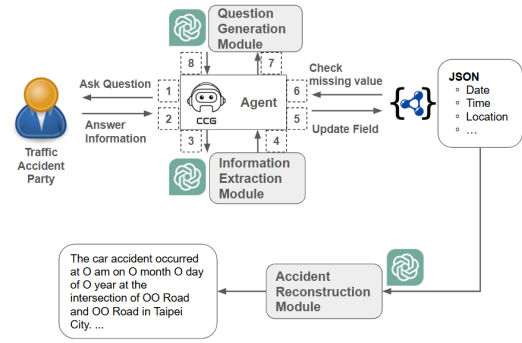 Question
Generation
Module
8
7
Ask Question
1
CCG
Agent
6
Check
missing value
JSON
Date
Time
Location
...
2
5
Answer
Information
Update Field
3
4
Traffic
Accident
Party
Information
Extraction
Module
The car accident occurred
at O am on O month O day
of O year at the
intersection of OO Road
and OO Road in Taipei
City. ...
Accident
Reconstruction
Module